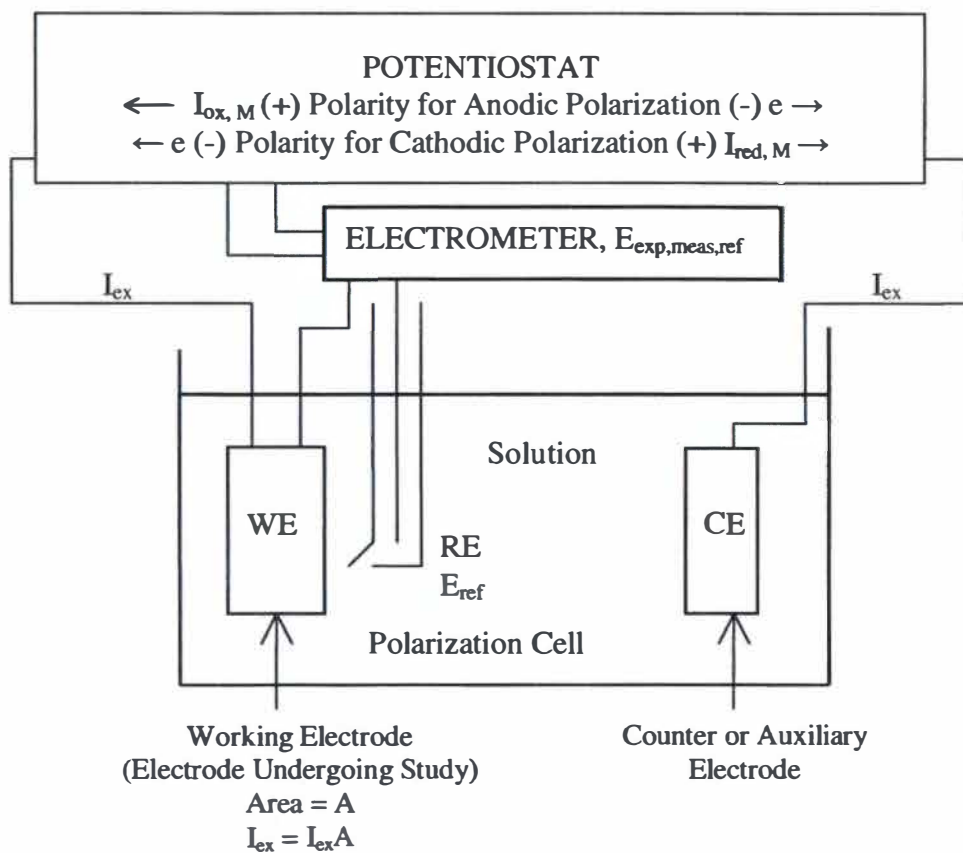 POTENTIOSTAT
← I_ox, M (+) Polarity for Anodic Polarization (-) e →
← e (-) Polarity for Cathodic Polarization (+) I_red, M →
ELECTROMETER, E_exp,meas,ref
I_ex
I_ex
Solution
WE
CE
RE
E_ref
Polarization Cell
Working Electrode
(Electrode Undergoing Study)
Area = A
I_ex = I_exA
Counter or Auxiliary
Electrode